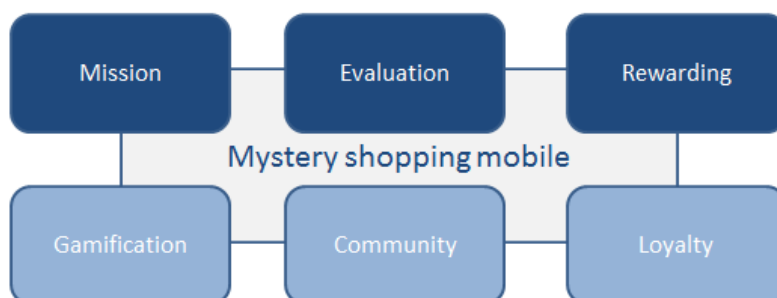 Mission
Evaluation
Rewarding
Mystery shopping mobile
Gamification
Community
Loyalty